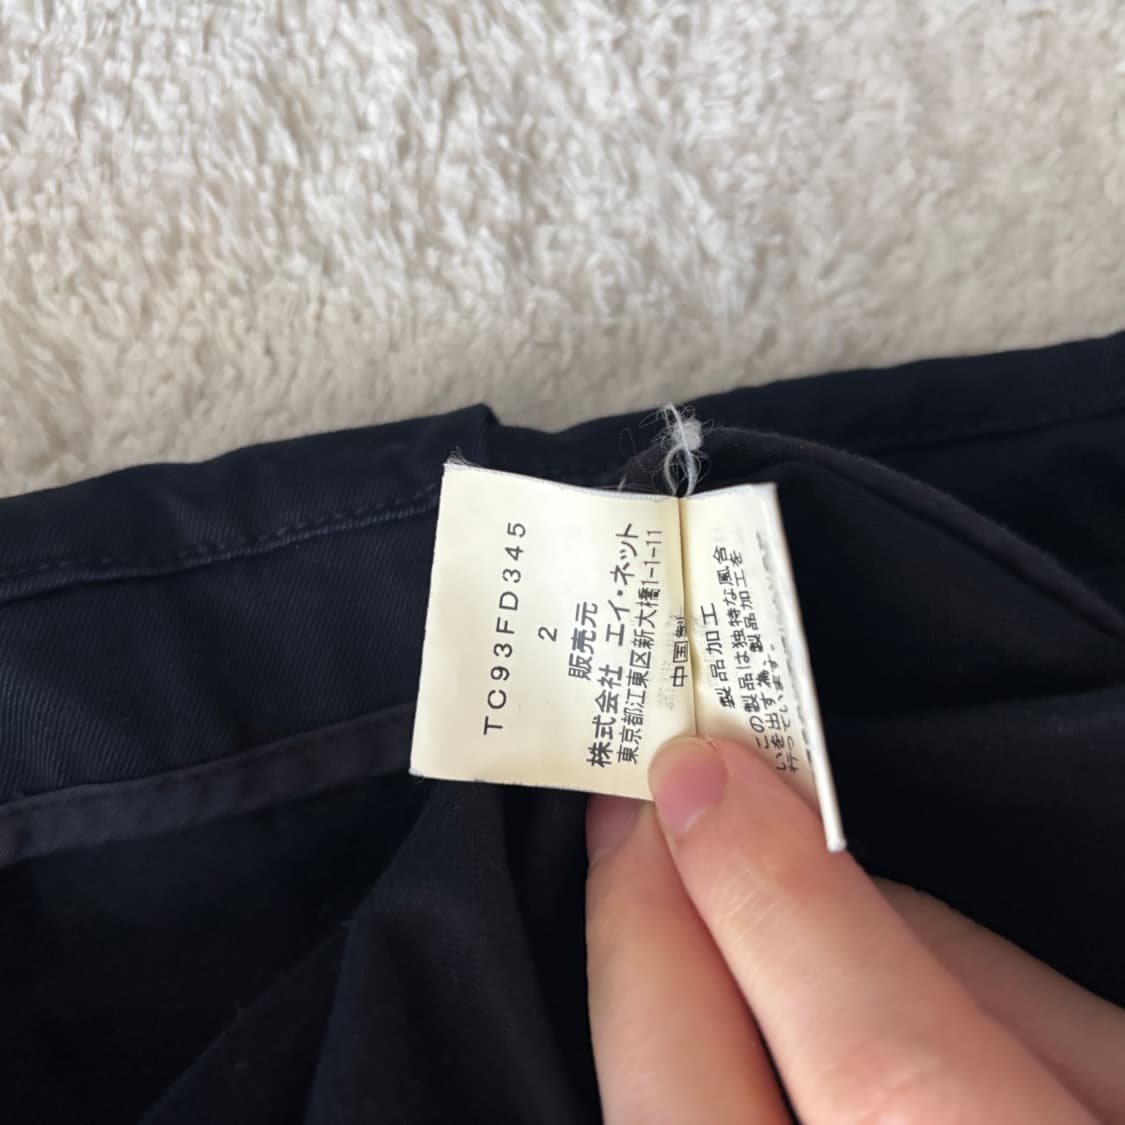 TC93FD345
2
販売元
株式会社 エイ・ネット
東京都江東区新大橋1-1-11
中国製
製品加工
この製品は独特な風合
いを出す為、製品加工を
行っています。